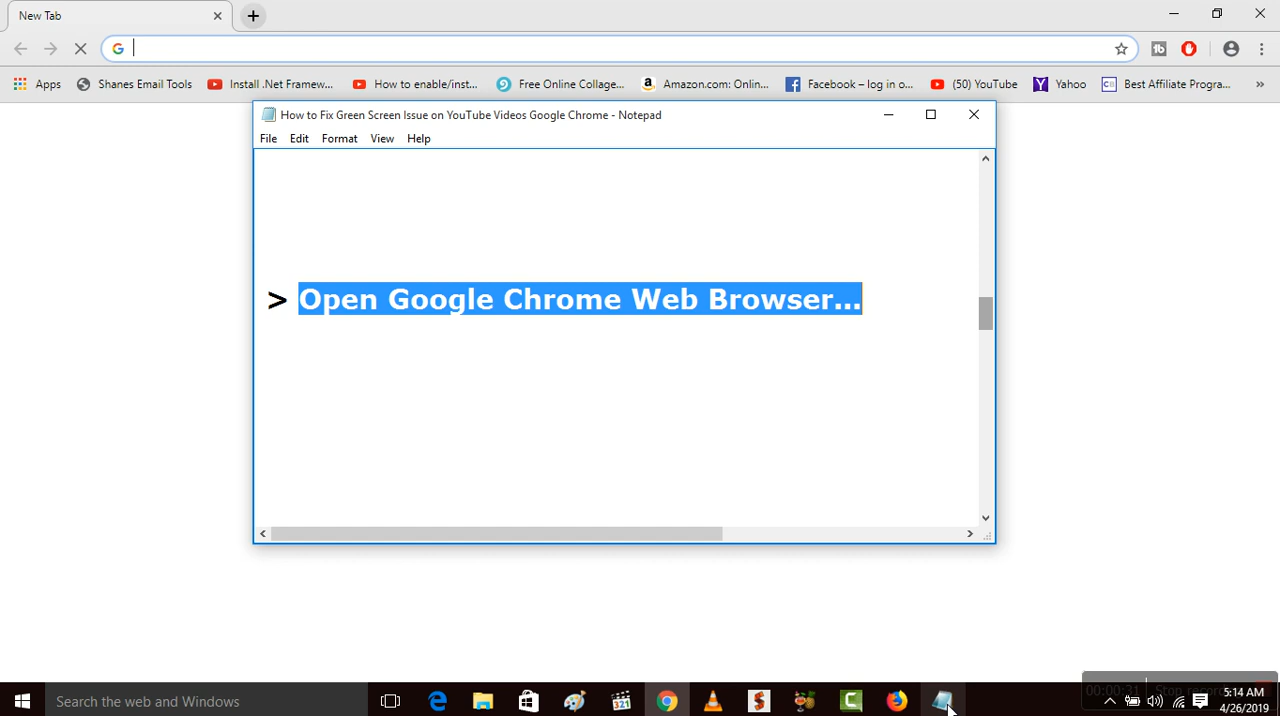 New Tab
Apps Shanes Email Tools Install .Net Framew... How to enable/inst... Free Online Collage... Amazon.com: Onlin... Facebook – log in o... (50) YouTube Yahoo Best Affiliate Progra... »
How to Fix Green Screen Issue on YouTube Videos Google Chrome - Notepad
File Edit Format View Help
> Open Google Chrome Web Browser...
00:00:31
Search the web and Windows
5:14 AM
4/26/2019